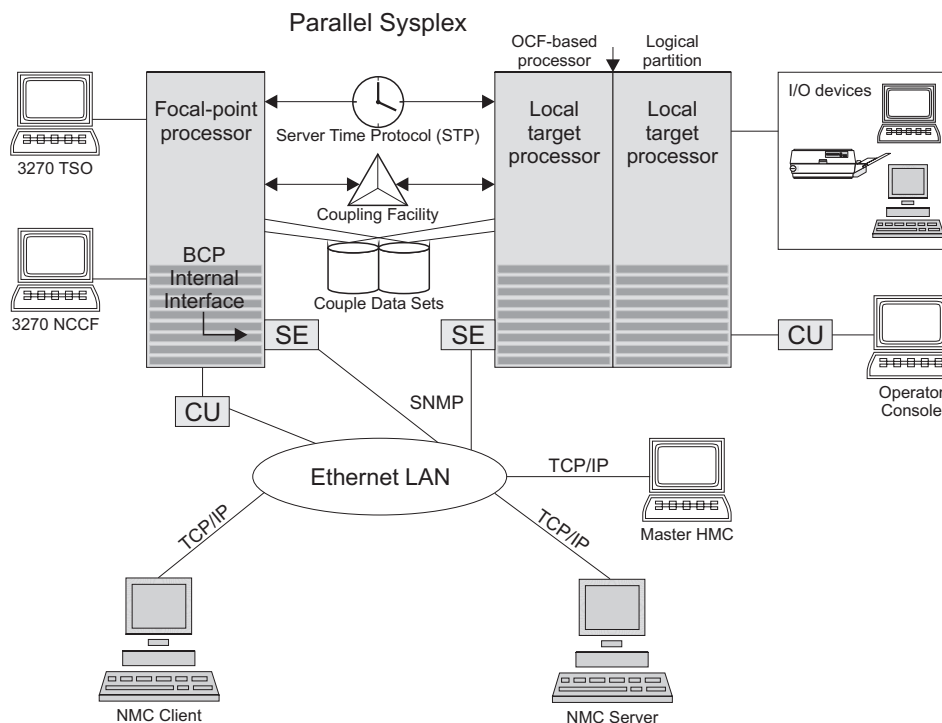 Parallel Sysplex
OCF-based
processor
Logical
partition
3270 TSO
Focal-point
processor
Server Time Protocol (STP)
Local
target
processor
Local
target
processor
I/O devices
Coupling Facility
3270 NCCF
BCP
Internal
Interface
Couple Data Sets
SE
SE
CU
Operator
Console
CU
SNMP
Ethernet LAN
TCP/IP
Master HMC
TCP/IP
TCP/IP
NMC Client
NMC Server